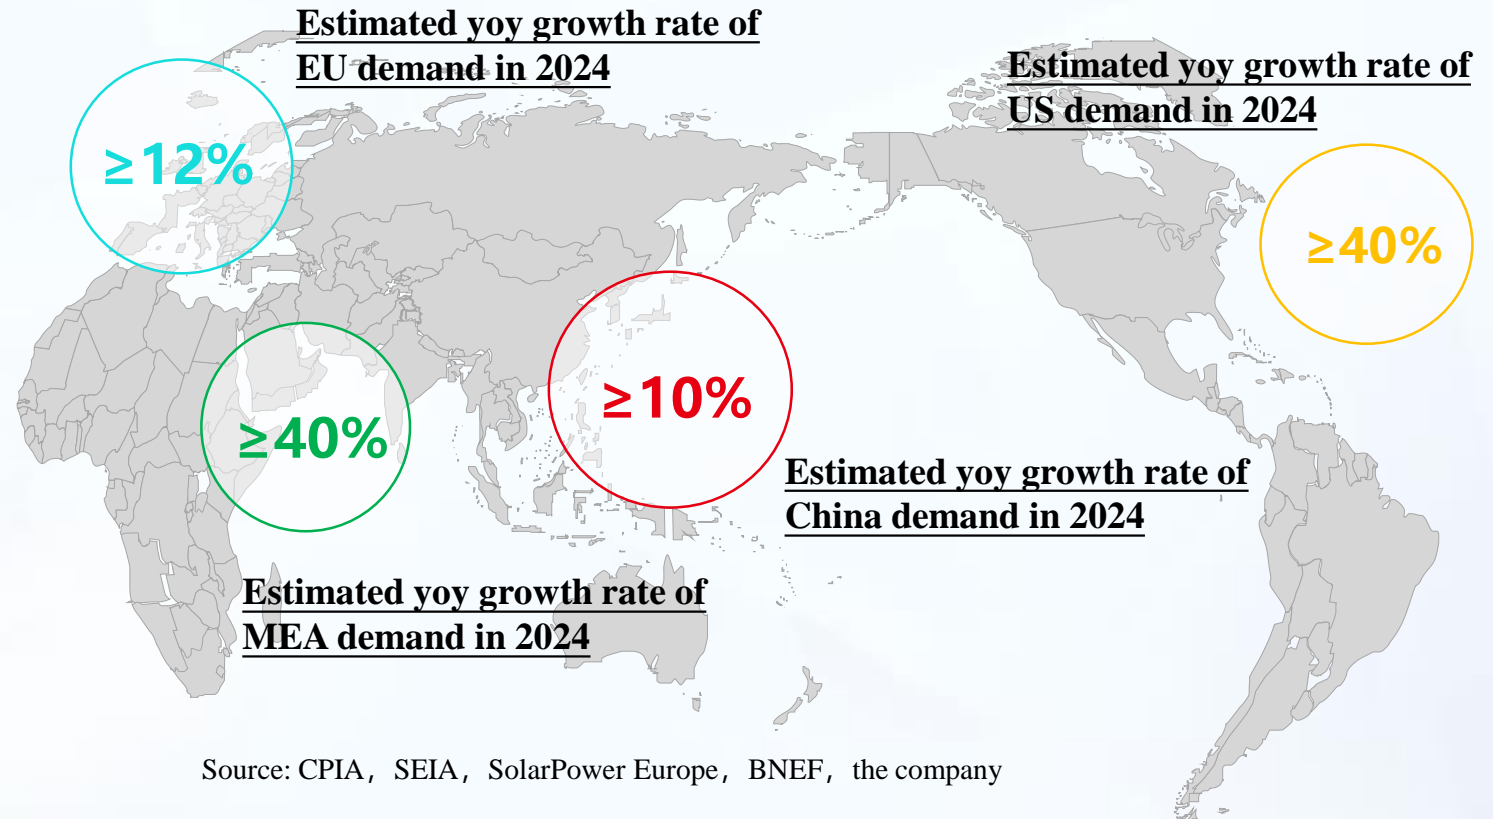 Estimated yoy growth rate of
EU demand in 2024
Estimated yoy growth rate of
US demand in 2024
≥12%
≥40%
≥10%
≥40%
Estimated yoy growth rate of
China demand in 2024
Estimated yoy growth rate of
MEA demand in 2024
Source: CPIA，SEIA，SolarPower Europe，BNEF，the company